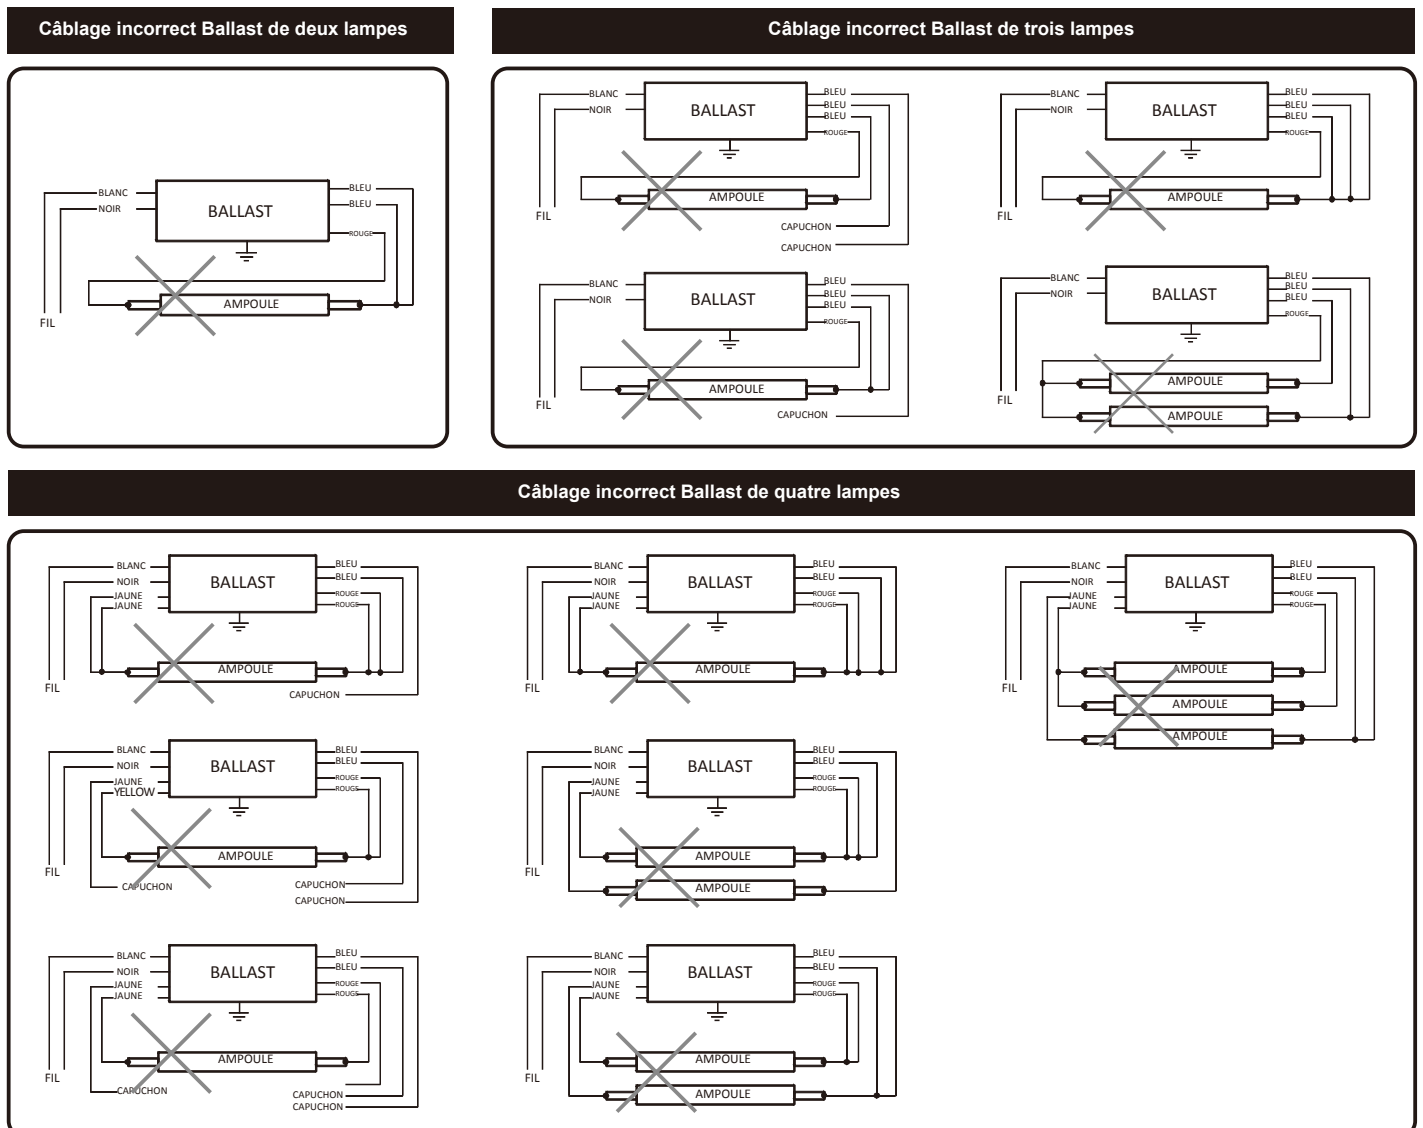 Câblage incorrect Ballast de deux lampes
BLANC
NOIR
BALLAST
BLEU
BLEU
ROUGE
AMPOULE
FIL
Câblage incorrect Ballast de trois lampes
BLANC
NOIR
BALLAST
BLEU
BLEU
BLEU
ROUGE
AMPOULE
FIL
CAPUCHON
CAPUCHON
BLANC
NOIR
BALLAST
BLEU
BLEU
BLEU
ROUGE
AMPOULE
FIL
BLANC
NOIR
BALLAST
BLEU
BLEU
BLEU
ROUGE
AMPOULE
FIL
CAPUCHON
BLANC
NOIR
BALLAST
BLEU
BLEU
BLEU
ROUGE
AMPOULE
AMPOULE
FIL
Câblage incorrect Ballast de quatre lampes
BLANC
NOIR
JAUNE
JAUNE
BALLAST
BLEU
BLEU
ROUGE
ROUGE
AMPOULE
FIL
CAPUCHON
BLANC
NOIR
JAUNE
JAUNE
BALLAST
BLEU
BLEU
ROUGE
ROUGE
AMPOULE
FIL
BLANC
NOIR
JAUNE
JAUNE
BALLAST
BLEU
BLEU
ROUGE
ROUGE
AMPOULE
AMPOULE
AMPOULE
FIL
BLANC
NOIR
JAUNE
YELLOW
BALLAST
BLEU
BLEU
ROUGE
ROUGE
AMPOULE
FIL
CAPUCHON
CAPUCHON
CAPUCHON
BLANC
NOIR
JAUNE
JAUNE
BALLAST
BLEU
BLEU
ROUGE
ROUGE
AMPOULE
AMPOULE
FIL
BLANC
NOIR
JAUNE
JAUNE
BALLAST
BLEU
BLEU
ROUGE
ROUGE
AMPOULE
FIL
CAPUCHON
CAPUCHON
CAPUCHON
BLANC
NOIR
JAUNE
JAUNE
BALLAST
BLEU
BLEU
ROUGE
ROUGE
AMPOULE
AMPOULE
FIL